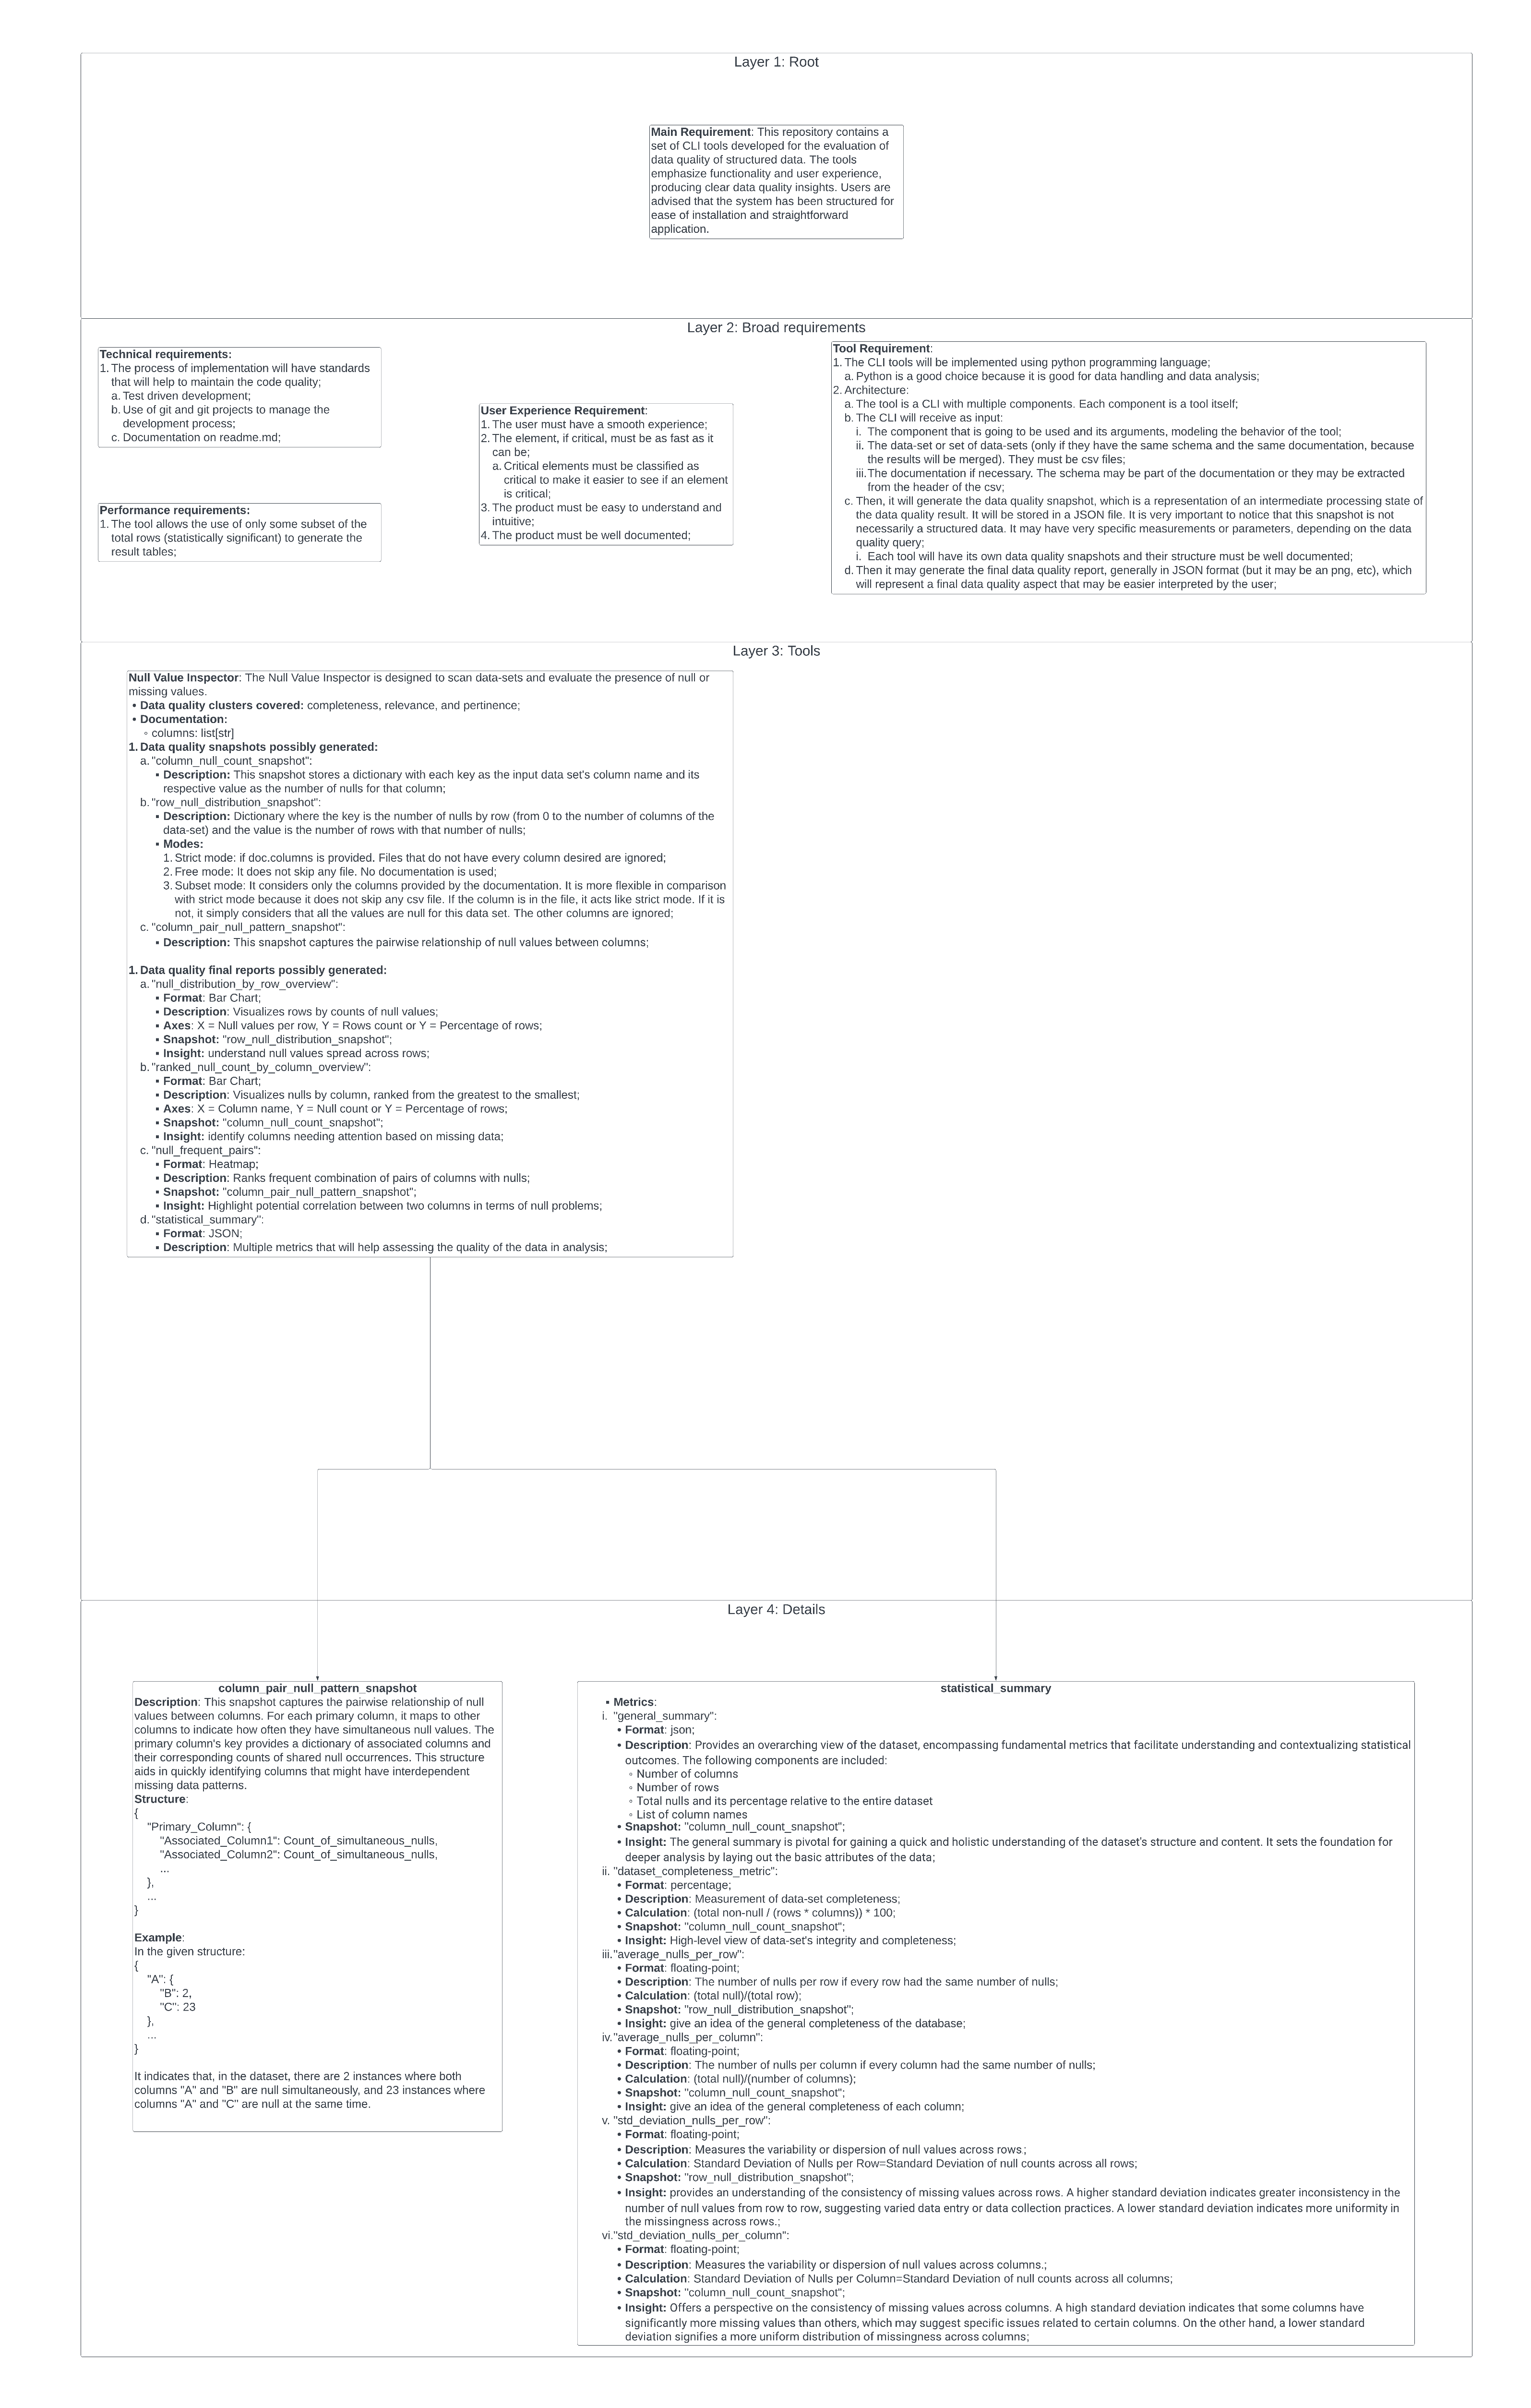 Layer 1: Root
Main Requirement: This repository contains a
set of CLI tools developed for the evaluation of
data quality of structured data. The tools
emphasize functionality and user experience,
producing clear data quality insights. Users are
advised that the system has been structured for
ease of installation and straightforward
application.
Layer 2: Broad requirements
Technical requirements:
1. The process of implementation will have standards
that will help to maintain the code quality;
a. Test driven development;
b. Use of git and git projects to manage the
development process;
c. Documentation on readme.md;
Performance requirements:
1. The tool allows the use of only some subset of the
total rows (statistically significant) to generate the
result tables;
User Experience Requirement:
1. The user must have a smooth experience;
2. The element, if critical, must be as fast as it
can be;
a. Critical elements must be classified as
critical to make it easier to see if an element
is critical;
3. The product must be easy to understand and
intuitive;
4. The product must be well documented;
Tool Requirement:
1. The CLI tools will be implemented using python programming language;
a. Python is a good choice because it is good for data handling and data analysis;
2. Architecture:
a. The tool is a CLI with multiple components. Each component is a tool itself;
b. The CLI will receive as input:
i. The component that is going to be used and its arguments, modeling the behavior of the tool;
ii. The data-set or set of data-sets (only if they have the same schema and the same documentation, because
the results will be merged). They must be csv files;
iii. The documentation if necessary. The schema may be part of the documentation or they may be extracted
from the header of the csv;
c. Then, it will generate the data quality snapshot, which is a representation of an intermediate processing state of
the data quality result. It will be stored in a JSON file. It is very important to notice that this snapshot is not
necessarily a structured data. It may have very specific measurements or parameters, depending on the data
quality query;
i. Each tool will have its own data quality snapshots and their structure must be well documented;
d. Then it may generate the final data quality report, generally in JSON format (but it may be an png, etc), which
will represent a final data quality aspect that may be easier interpreted by the user;
Layer 3: Tools
Null Value Inspector: The Null Value Inspector is designed to scan data-sets and evaluate the presence of null or
missing values.
• Data quality clusters covered: completeness, relevance, and pertinence;
• Documentation:
◦ columns: list[str]
1. Data quality snapshots possibly generated:
a. "column_null_count_snapshot":
▪ Description: This snapshot stores a dictionary with each key as the input data set's column name and its
respective value as the number of nulls for that column;
b. "row_null_distribution_snapshot":
▪ Description: Dictionary where the key is the number of nulls by row (from 0 to the number of columns of the
data-set) and the value is the number of rows with that number of nulls;
▪ Modes:
1. Strict mode: if doc.columns is provided. Files that do not have every column desired are ignored;
2. Free mode: It does not skip any file. No documentation is used;
3. Subset mode: It considers only the columns provided by the documentation. It is more flexible in comparison
with strict mode because it does not skip any csv file. If the column is in the file, it acts like strict mode. If it is
not, it simply considers that all the values are null for this data set. The other columns are ignored;
c. "column_pair_null_pattern_snapshot":
▪ Description: This snapshot captures the pairwise relationship of null values between columns;
1. Data quality final reports possibly generated:
a. "null_distribution_by_row_overview":
▪ Format: Bar Chart;
▪ Description: Visualizes rows by counts of null values;
▪ Axes: X = Null values per row, Y = Rows count or Y = Percentage of rows;
▪ Snapshot: "row_null_distribution_snapshot";
▪ Insight: understand null values spread across rows;
b. "ranked_null_count_by_column_overview":
▪ Format: Bar Chart;
▪ Description: Visualizes nulls by column, ranked from the greatest to the smallest;
▪ Axes: X = Column name, Y = Null count or Y = Percentage of rows;
▪ Snapshot: "column_null_count_snapshot";
▪ Insight: identify columns needing attention based on missing data;
c. "null_frequent_pairs":
▪ Format: Heatmap;
▪ Description: Ranks frequent combination of pairs of columns with nulls;
▪ Snapshot: "column_pair_null_pattern_snapshot";
▪ Insight: Highlight potential correlation between two columns in terms of null problems;
d. "statistical_summary":
▪ Format: JSON;
▪ Description: Multiple metrics that will help assessing the quality of the data in analysis;
Layer 4: Details
column_pair_null_pattern_snapshot
Description: This snapshot captures the pairwise relationship of null
values between columns. For each primary column, it maps to other
columns to indicate how often they have simultaneous null values. The
primary column's key provides a dictionary of associated columns and
their corresponding counts of shared null occurrences. This structure
aids in quickly identifying columns that might have interdependent
missing data patterns.
Structure:
{
"Primary_Column": {
"Associated_Column1": Count_of_simultaneous_nulls,
"Associated_Column2": Count_of_simultaneous_nulls,
...
},
...
}
Example:
In the given structure:
{
"A": {
"B": 2,
"C": 23
},
...
}
It indicates that, in the dataset, there are 2 instances where both
columns "A" and "B" are null simultaneously, and 23 instances where
columns "A" and "C" are null at the same time.
statistical_summary
▪ Metrics:
i. "general_summary":
• Format: json;
• Description: Provides an overarching view of the dataset, encompassing fundamental metrics that facilitate understanding and contextualizing statistical
outcomes. The following components are included:
◦ Number of columns
◦ Number of rows
◦ Total nulls and its percentage relative to the entire dataset
◦ List of column names
• Snapshot: "column_null_count_snapshot";
• Insight: The general summary is pivotal for gaining a quick and holistic understanding of the dataset's structure and content. It sets the foundation for
deeper analysis by laying out the basic attributes of the data;
ii. "dataset_completeness_metric":
• Format: percentage;
• Description: Measurement of data-set completeness;
• Calculation: (total non-null / (rows * columns)) * 100;
• Snapshot: "column_null_count_snapshot";
• Insight: High-level view of data-set's integrity and completeness;
iii. "average_nulls_per_row":
• Format: floating-point;
• Description: The number of nulls per row if every row had the same number of nulls;
• Calculation: (total null)/(total row);
• Snapshot: "row_null_distribution_snapshot";
• Insight: give an idea of the general completeness of the database;
iv. "average_nulls_per_column":
• Format: floating-point;
• Description: The number of nulls per column if every column had the same number of nulls;
• Calculation: (total null)/(number of columns);
• Snapshot: "column_null_count_snapshot";
• Insight: give an idea of the general completeness of each column;
v. "std_deviation_nulls_per_row":
• Format: floating-point;
• Description: Measures the variability or dispersion of null values across rows.;
• Calculation: Standard Deviation of Nulls per Row=Standard Deviation of null counts across all rows;
• Snapshot: "row_null_distribution_snapshot";
• Insight: provides an understanding of the consistency of missing values across rows. A higher standard deviation indicates greater inconsistency in the
number of null values from row to row, suggesting varied data entry or data collection practices. A lower standard deviation indicates more uniformity in
the missingness across rows.;
vi. "std_deviation_nulls_per_column":
• Format: floating-point;
• Description: Measures the variability or dispersion of null values across columns.;
• Calculation: Standard Deviation of Nulls per Column=Standard Deviation of null counts across all columns;
• Snapshot: "column_null_count_snapshot";
• Insight: Offers a perspective on the consistency of missing values across columns. A high standard deviation indicates that some columns have
significantly more missing values than others, which may suggest specific issues related to certain columns. On the other hand, a lower standard
deviation signifies a more uniform distribution of missingness across columns;